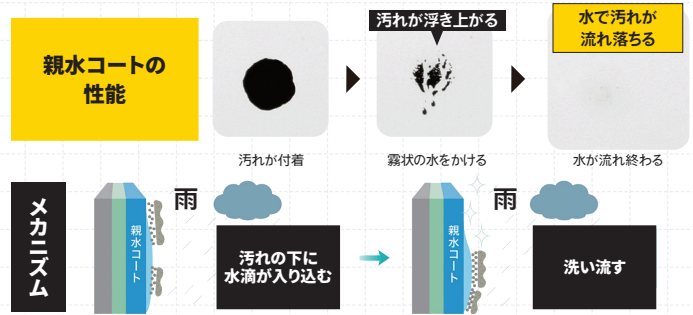 親水コートの
性能
汚れが浮き上がる
水で汚れが
流れ落ちる
汚れが付着
霧状の水をかける
水が流れ終わる
メカニズム
親水コート
雨
汚れの下に
水滴が入り込む
親水コート
雨
洗い流す